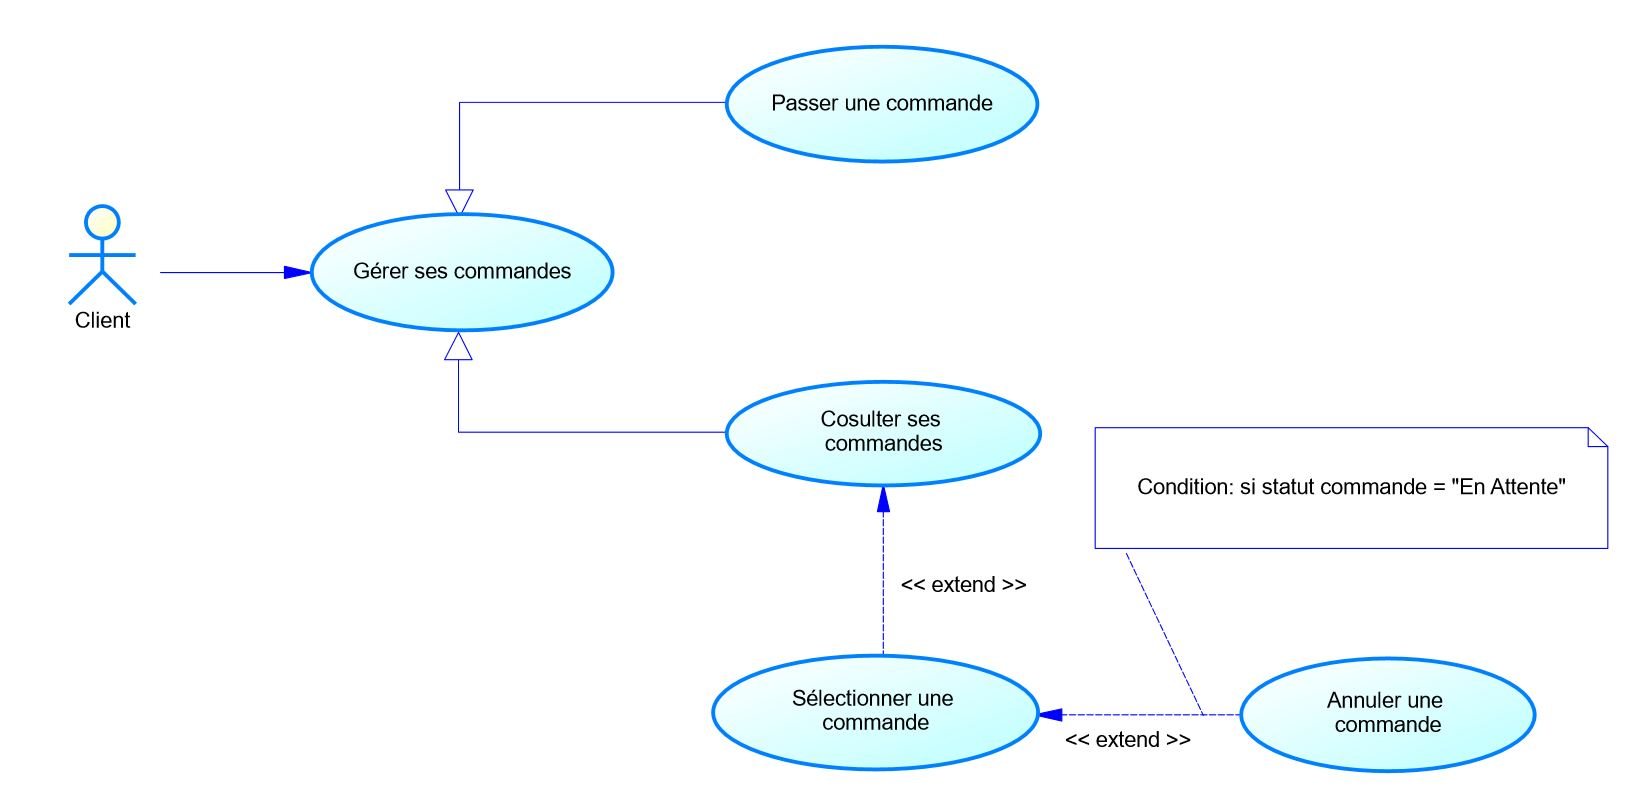 Passer une commande
Gérer ses commandes
Client
Cosulter ses
commandes
Condition: si statut commande = "En Attente"
<< extend >>
Sélectionner une
commande
Annuler une
commande
<< extend >>